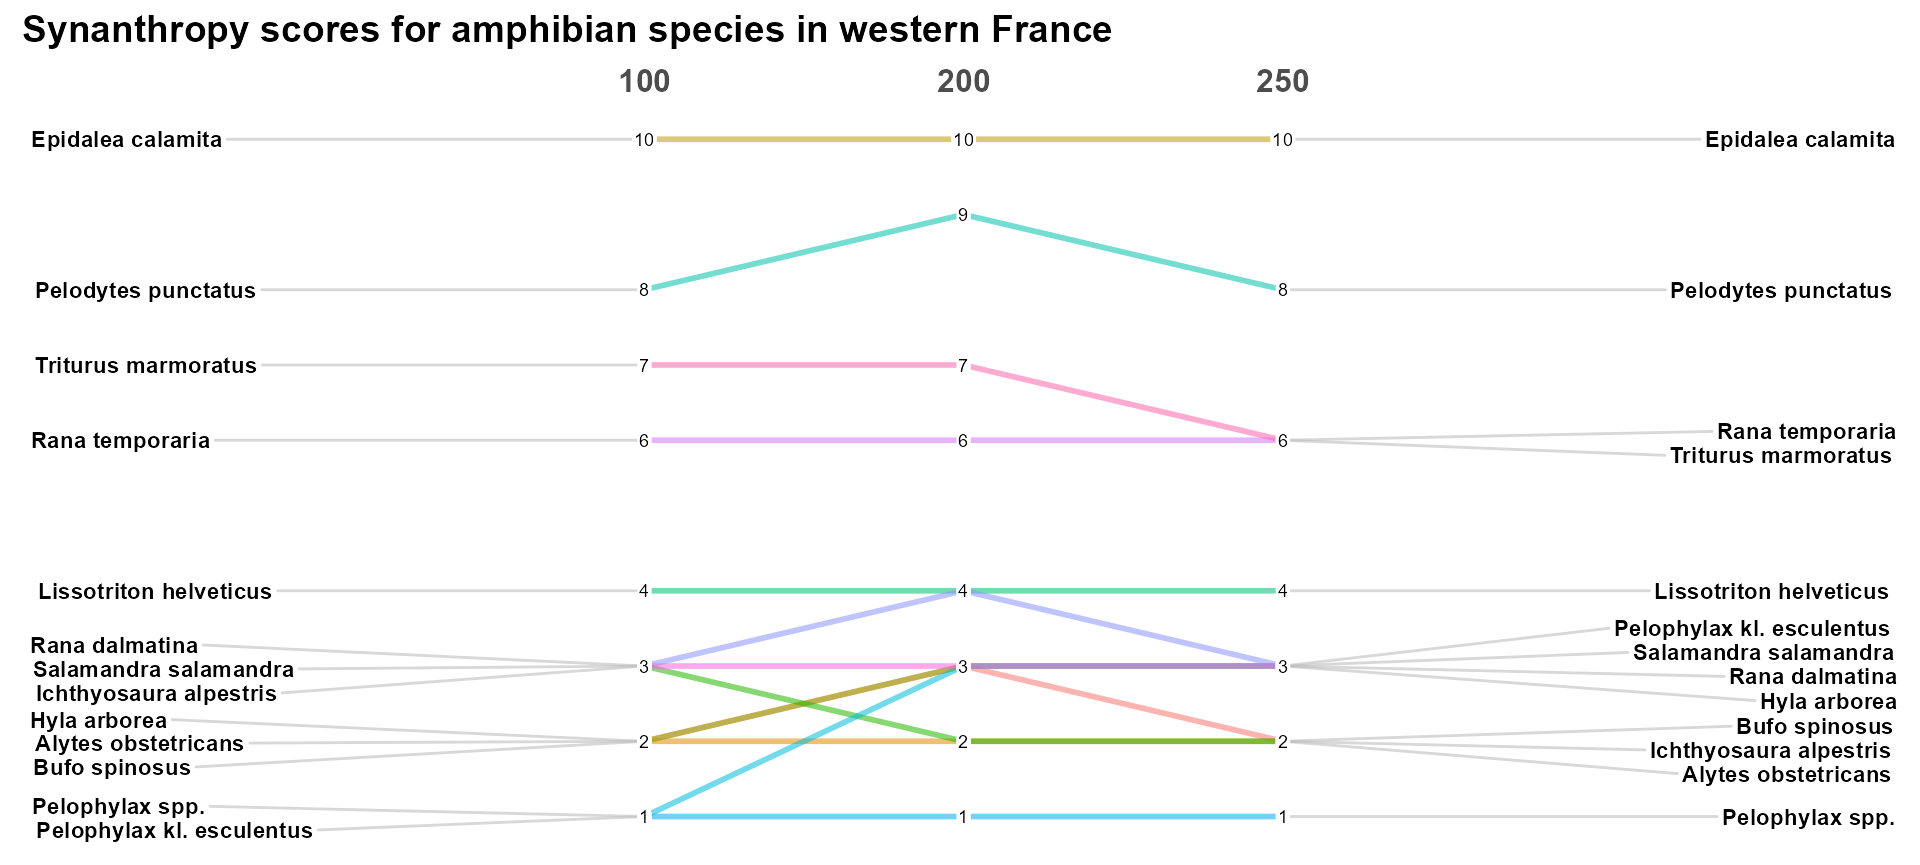 Synanthropy scores for amphibian species in western France
100 200 250
Epidalea calamita 10 10 10 Epidalea calamita
9
Pelodytes punctatus 8 8 Pelodytes punctatus
Triturus marmoratus 7 7
Rana temporaria 6 6 6 Rana temporaria
Triturus marmoratus
Lissotriton helveticus 4 4 4 Lissotriton helveticus
Pelophylax kl. esculentus
Rana dalmatina Salamandra salamandra
Salamandra salamandra 3 3 3 Rana dalmatina
Ichthyosaura alpestris Hyla arborea
Hyla arborea Bufo spinosus
Alytes obstetricans 2 2 2 Ichthyosaura alpestris
Bufo spinosus Alytes obstetricans
Pelophylax spp. 1 1 1 Pelophylax spp.
Pelophylax kl. esculentus